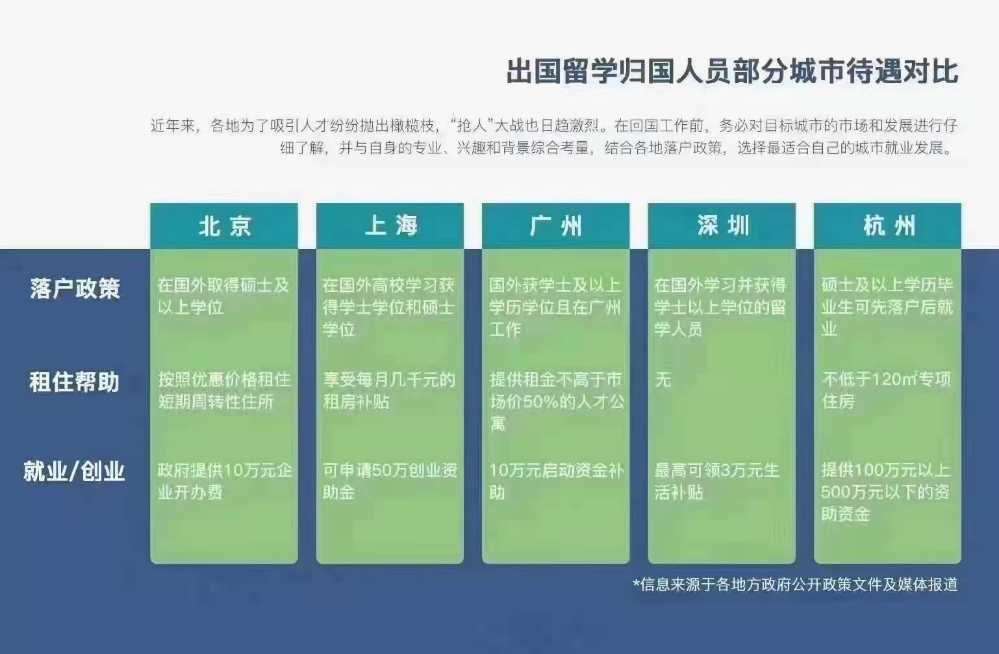 出国留学归国人员部分城市待遇对比
近年来，各地为了吸引人才纷纷抛出橄榄枝，“抢人”大战也日趋激烈。在回国工作前，务必对目标城市的市场和发展进行仔
细了解，并与自身的专业、兴趣和背景综合考量，结合各地落户政策，选择最适合自己的城市就业发展。
北京
上海
广州
深圳
杭州
落户政策
在国外取得硕士及
以上学位
在国外高校学习获
得学士学位和硕士
学位
国外获学士及以上
学历学位且在广州
工作
在国外学习并获得
学士以上学位的留
学人员
硕士及以上学历毕
业生可先落户后就
业
租住帮助
按照优惠价格租住
短期周转性住所
享受每月几千元的
租房补贴
提供租金不高于市
场价50%的人才公
寓
无
不低于120㎡专项
住房
就业/创业
政府提供10万元企
业开办费
可申请50万创业资
助金
10万元启动资金补
助
最高可领3万元生
活补贴
提供100万元以上
500万元以下的资
助资金
*信息来源于各地方政府公开政策文件及媒体报道